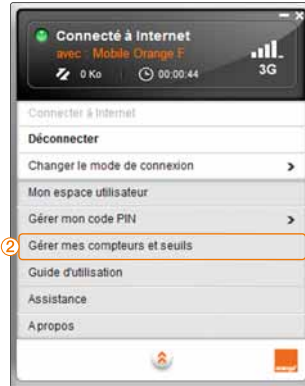 Connecté à Internet
avec : Mobile Orange F
0 Ko
00:00:44
3G
Connecter à Internet
Déconnecter
Changer le mode de connexion
Mon espace utilisateur
Gérer mon code PIN
2
Gérer mes compteurs et seuils
Guide d'utilisation
Assistance
Apropos
orange